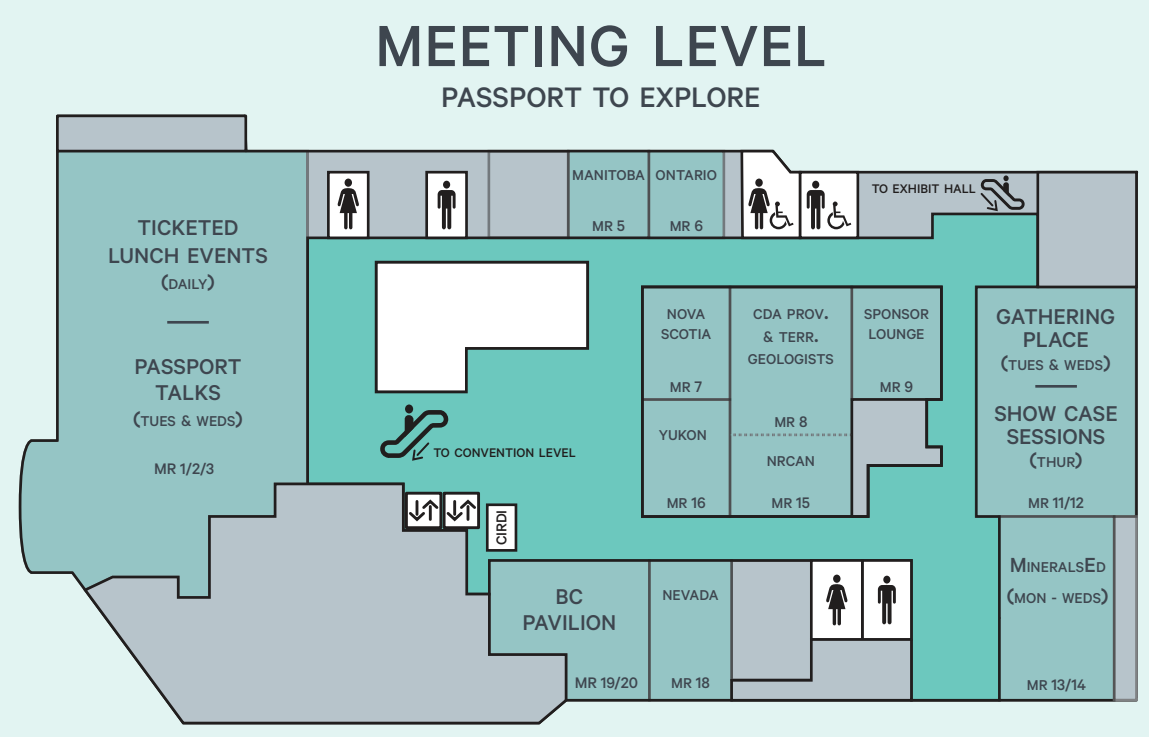 MEETING LEVEL
PASSPORT TO EXPLORE
TICKETED
LUNCH EVENTS
(DAILY)
PASSPORT
TALKS
(TUES & WEDS)
MR 1/2/3
MANITOBA
MR 5
ONTARIO
MR 6
TO EXHIBIT HALL
NOVA
SCOTIA
MR 7
CDA PROV.
& TERR.
GEOLOGISTS
MR 8
SPONSOR
LOUNGE
MR 9
GATHERING
PLACE
(TUES & WEDS)
SHOW CASE
SESSIONS
(THUR)
MR 11/12
TO CONVENTION LEVEL
YUKON
MR 16
NRCAN
MR 15
CIRDI
BC
PAVILION
MR 19/20
NEVADA
MR 18
MINERALSED
(MON - WEDS)
MR 13/14